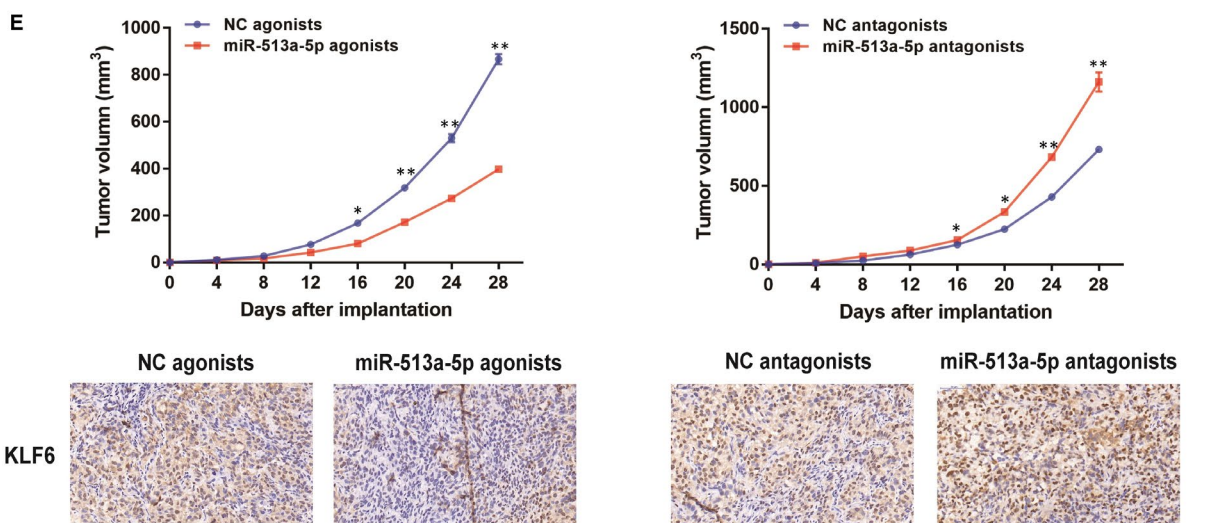 E
NC agonists
miR-513a-5p agonists
Tumor volumn (mm3)
1000
800
600
400
200
0
**
**
**
*
0 4 8 12 16 20 24 28
Days after implantation
NC antagonists
miR-513a-5p antagonists
Tumor volumn (mm3)
1500
1000
500
0
**
**
*
*
0 4 8 12 16 20 24 28
Days after implantation
NC agonists
miR-513a-5p agonists
NC antagonists
miR-513a-5p antagonists
KLF6